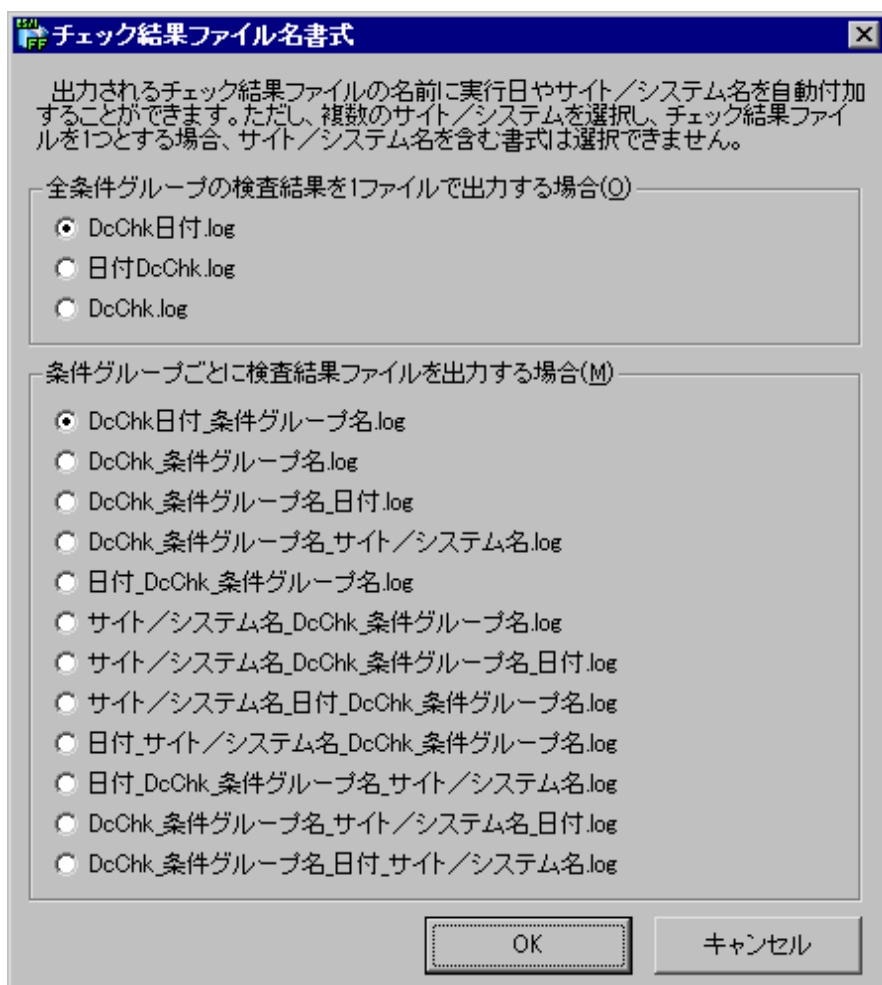 チェック結果ファイル名書式
出力されるチェック結果ファイルの名前に実行日やサイト／システム名を自動付加
することができます。ただし、複数のサイト／システムを選択し、チェック結果ファイ
ルを1つとする場合、サイト／システム名を含む書式は選択できません。
全条件グループの検査結果を1ファイルで出力する場合(O)
DcChk日付.log
日付DcChk.log
DcChk.log
条件グループごとに検査結果ファイルを出力する場合(M)
DcChk日付_条件グループ名.log
DcChk_条件グループ名.log
DcChk_条件グループ名_日付.log
DcChk_条件グループ名_サイト／システム名.log
日付_DcChk_条件グループ名.log
サイト／システム名_DcChk_条件グループ名.log
サイト／システム名_DcChk_条件グループ名_日付.log
サイト／システム名_日付_DcChk_条件グループ名.log
日付_サイト／システム名_DcChk_条件グループ名.log
日付_DcChk_条件グループ名_サイト／システム名.log
DcChk_条件グループ名_サイト／システム名_日付.log
DcChk_条件グループ名_日付_サイト／システム名.log
OK
キャンセル